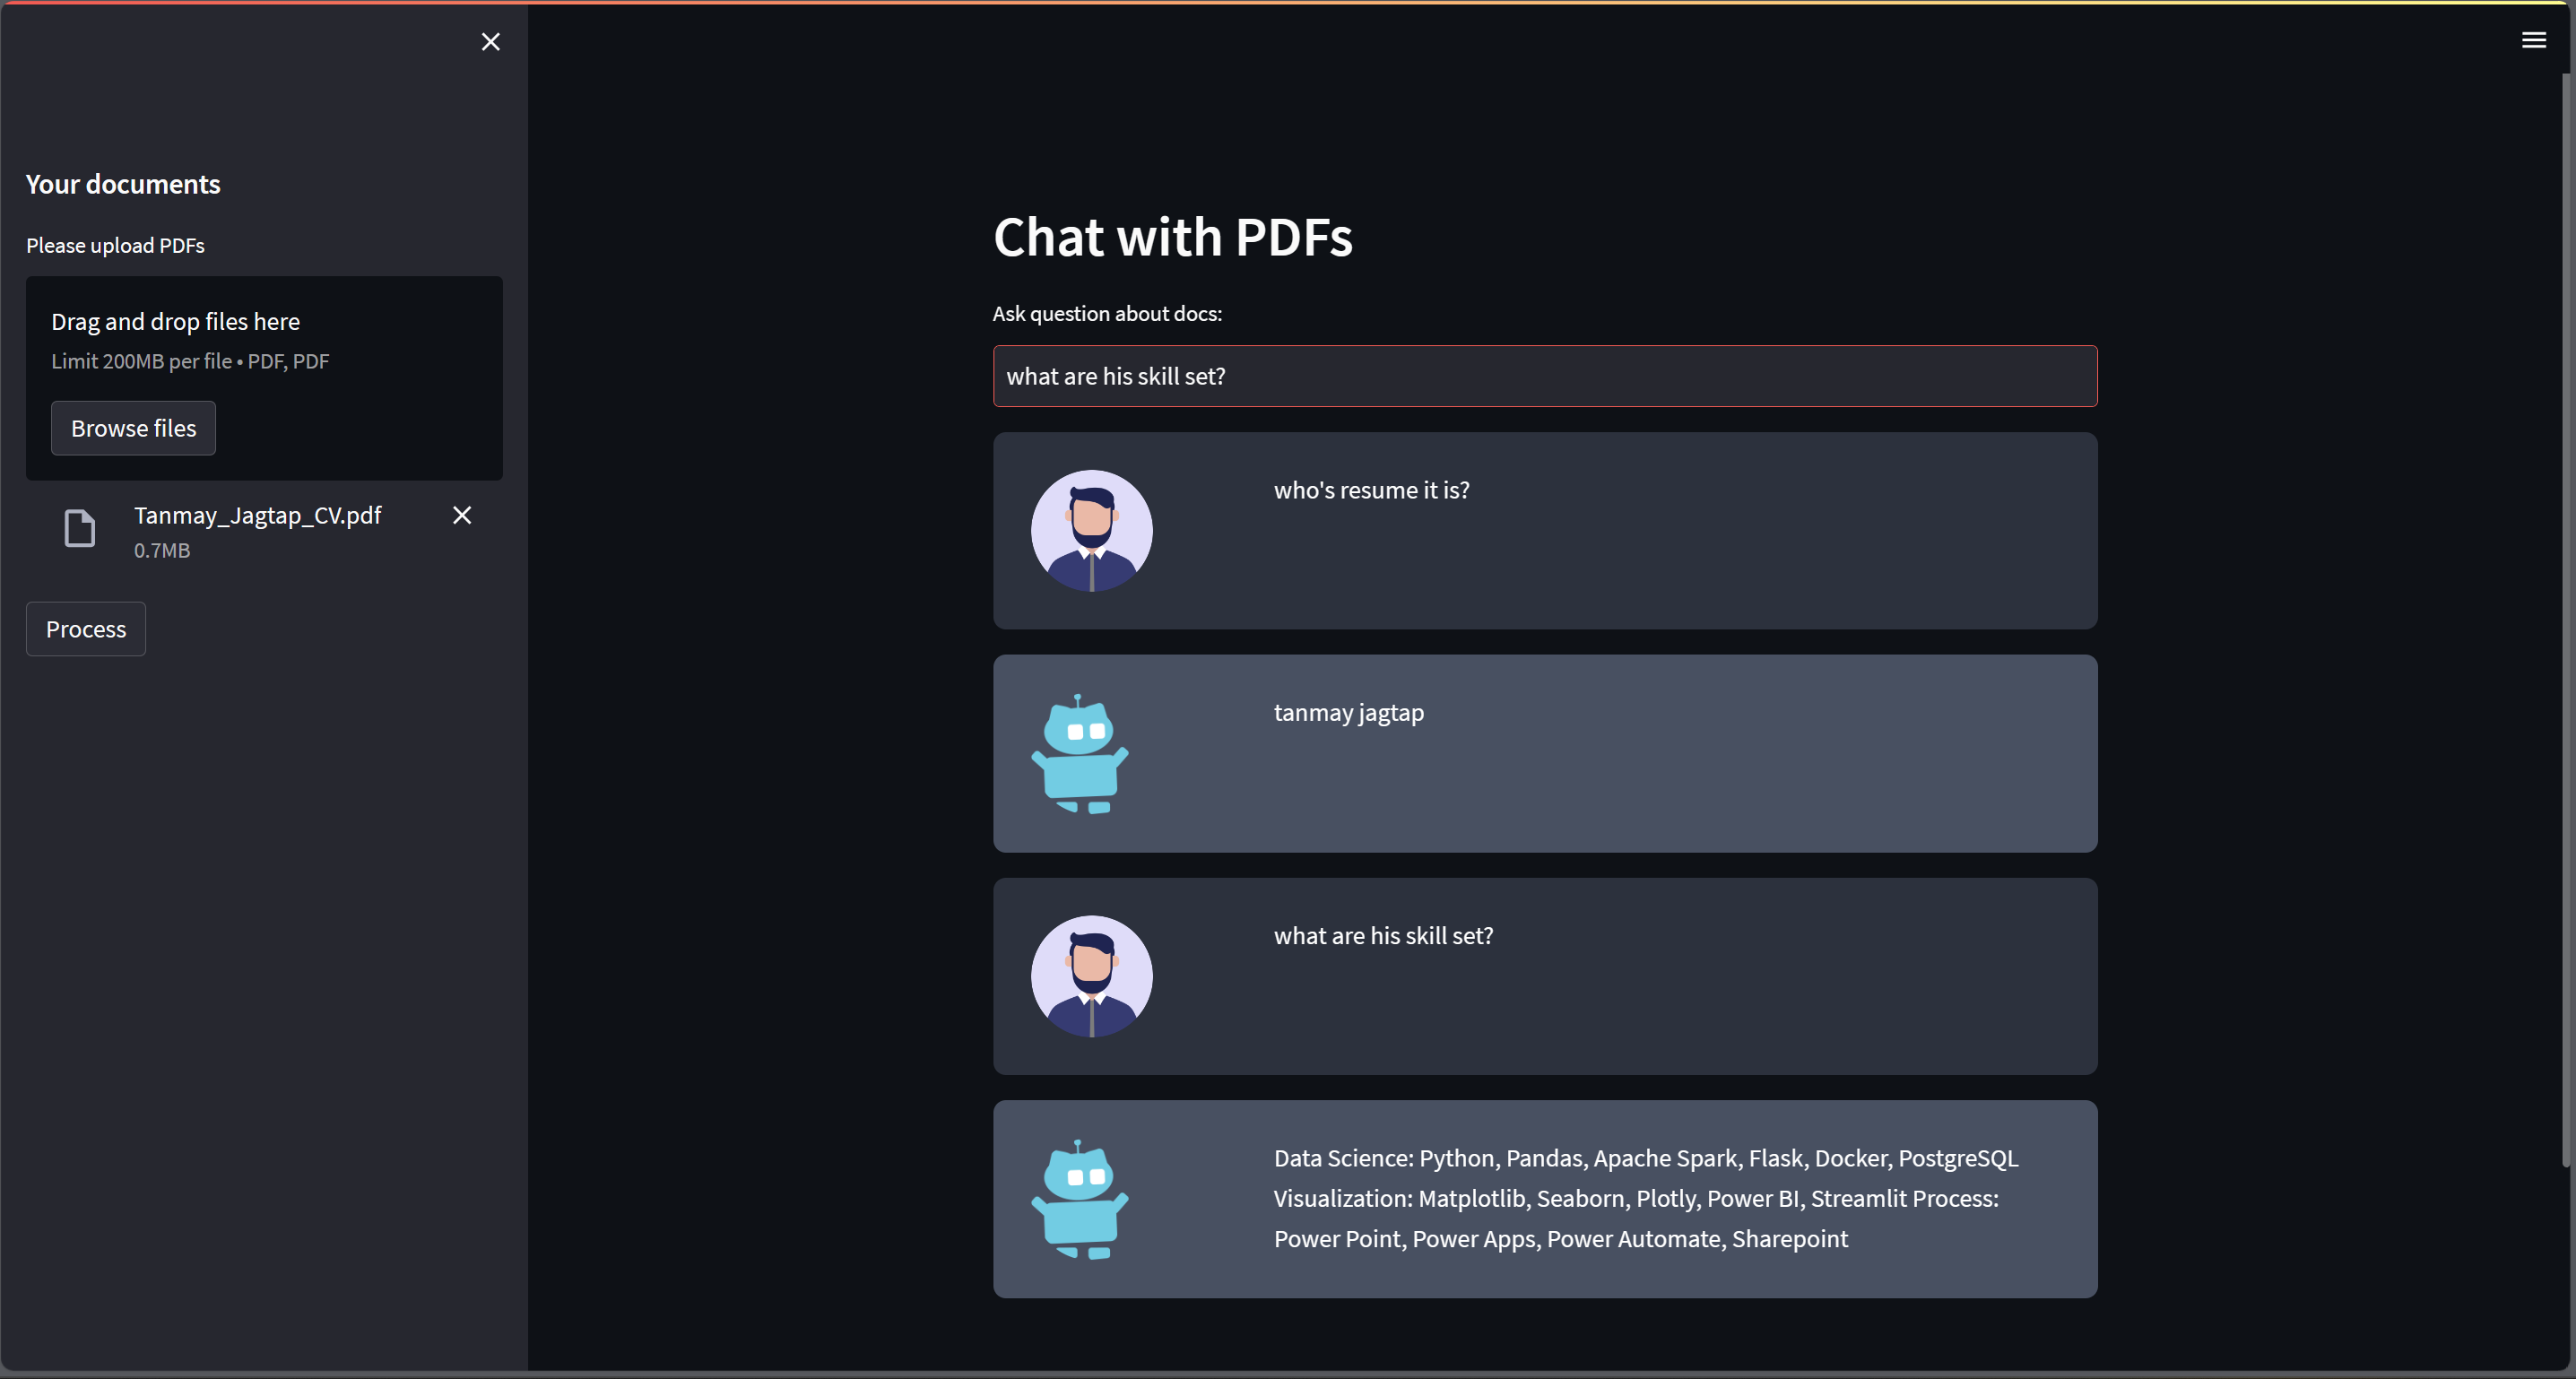 Your documents
Please upload PDFs
Drag and drop files here
Limit 200MB per file • PDF, PDF
Browse files
Tanmay_Jagtap_CV.pdf
0.7MB
Process
Chat with PDFs
Ask question about docs:
what are his skill set?
who's resume it is?
tanmay jagtap
what are his skill set?
Data Science: Python, Pandas, Apache Spark, Flask, Docker, PostgreSQL
Visualization: Matplotlib, Seaborn, Plotly, Power BI, Streamlit Process:
Power Point, Power Apps, Power Automate, Sharepoint